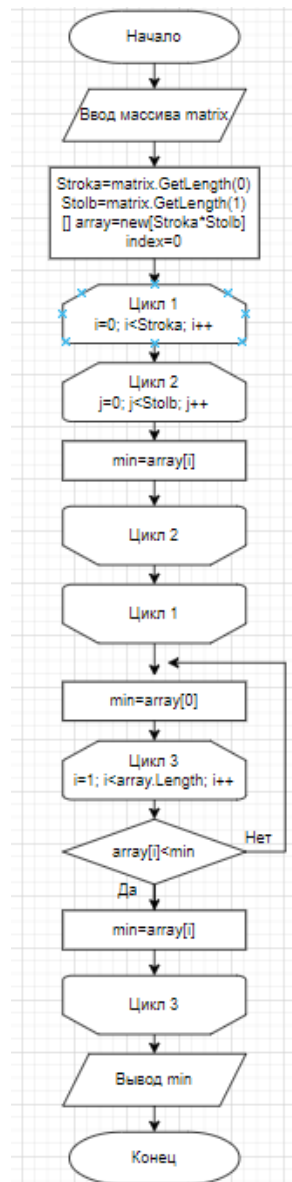 Начало
Ввод массива matrix
Stroka=matrix.GetLength(0)
Stolb=matrix.GetLength(1)
[] array=new[Stroka*Stolb]
index=0
Цикл 1
i=0; i<Stroka; i++
Цикл 2
j=0; j<Stolb; j++
min=array[i]
Цикл 2
Цикл 1
min=array[0]
Цикл 3
i=1; i<array.Length; i++
array[i]<min
Нет
Да
min=array[i]
Цикл 3
Вывод min
Конец